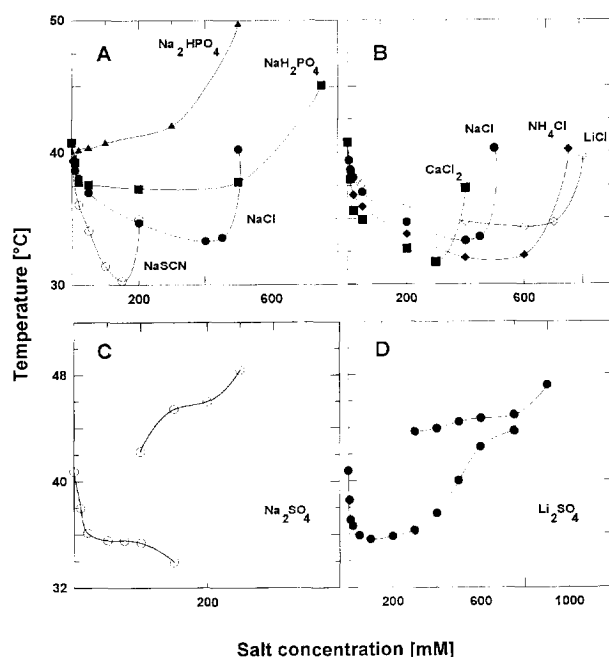 50
A
Na2HPO4
NaH2PO4
B
NaCl
NH4Cl
LiCl
40
CaCl2
NaCl
NaSCN
30
200
600
200
600
Temperature [°C]
C
D
48
40
Na2SO4
Li2SO4
32
200
200
600
1000
Salt concentration [mM]